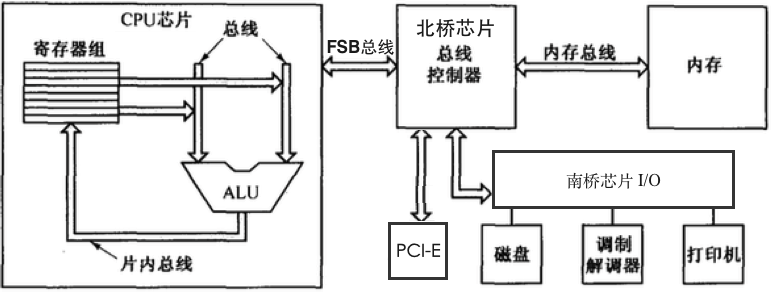 CPU芯片
寄存器组
总线
ALU
片内总线
FSB总线
北桥芯片
总线
控制器
内存总线
内存
PCI-E
南桥芯片 I/O
磁盘
调制
解调器
打印机